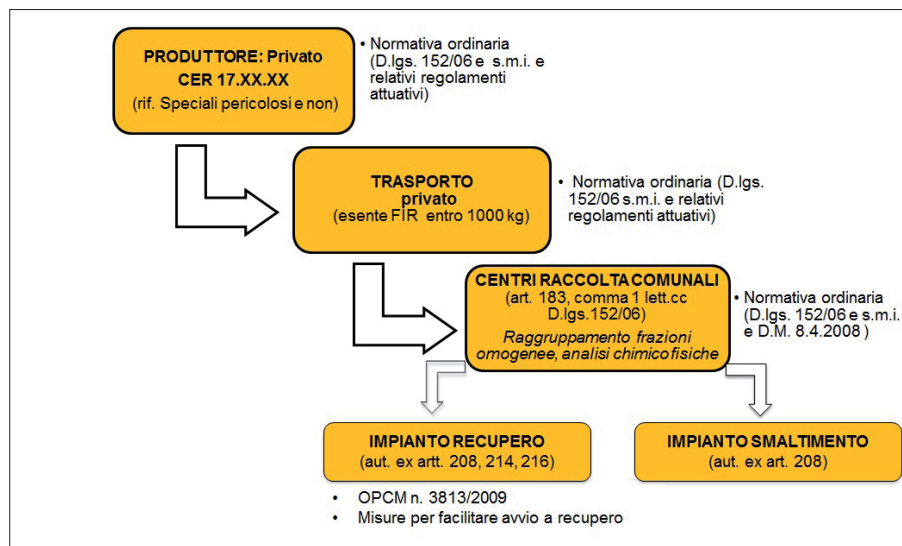 PRODUTTORE: Privato
CER 17.XX.XX
(rif. Speciali pericolosi e non)
• Normativa ordinaria
(D.lgs. 152/06 e s.m.i. e
relativi regolamenti
attuativi)
TRASPORTO
privato
(esente FIR entro 1000 kg)
• Normativa ordinaria (D.lgs.
152/06 s.m.i. e relativi
regolamenti attuativi)
CENTRI RACCOLTA COMUNALI
(art. 183, comma 1 lett.cc
D.lgs.152/06)
Raggruppamento frazioni
omogenee, analisi chimico fisiche
• Normativa ordinaria
(D.lgs. 152/06 e s.m.i.
e D.M. 8.4.2008 )
IMPIANTO RECUPERO
(aut. ex artt. 208, 214, 216)
IMPIANTO SMALTIMENTO
(aut. ex art. 208)
• OPCM n. 3813/2009
• Misure per facilitare avvio a recupero